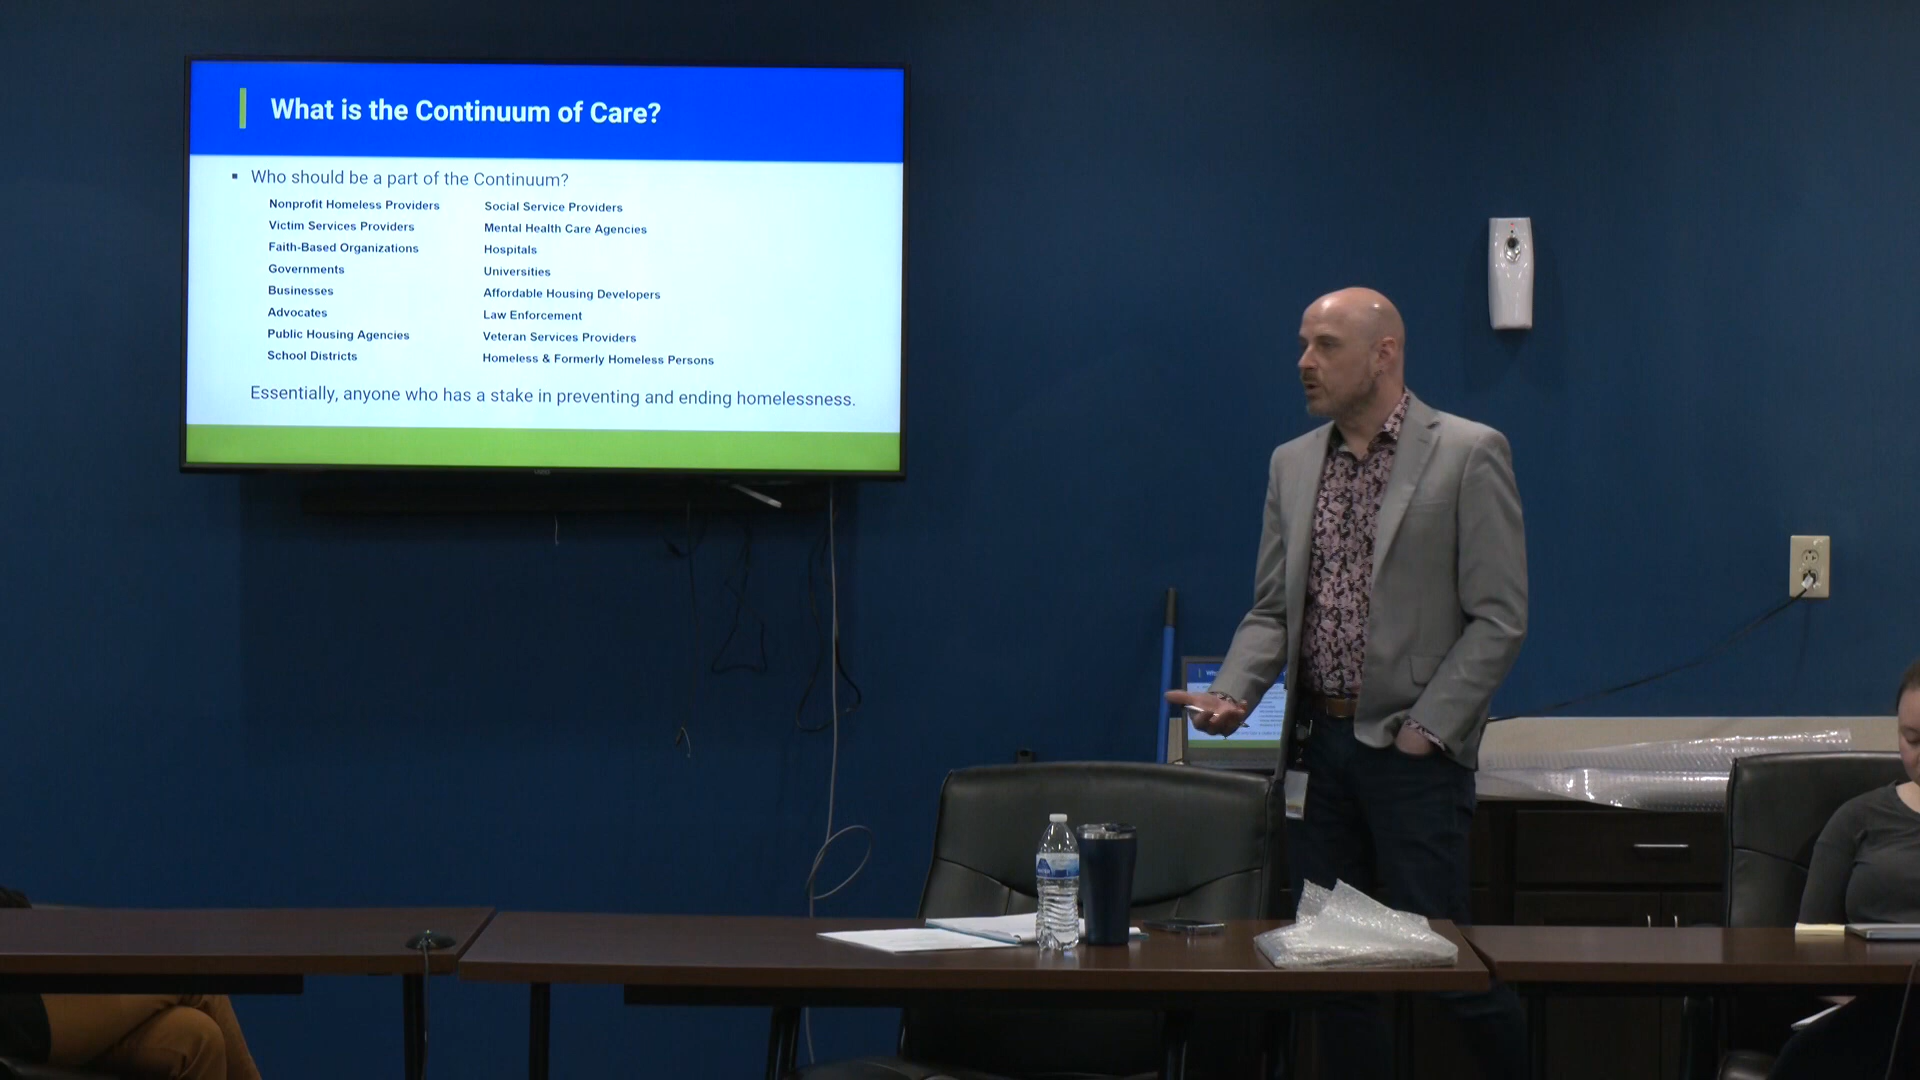 What is the Continuum of Care?
▪ Who should be a part of the Continuum?
Nonprofit Homeless Providers
Victim Services Providers
Faith-Based Organizations
Governments
Businesses
Advocates
Public Housing Agencies
School Districts
Social Service Providers
Mental Health Care Agencies
Hospitals
Universities
Affordable Housing Developers
Law Enforcement
Veteran Services Providers
Homeless & Formerly Homeless Persons
Essentially, anyone who has a stake in preventing and ending homelessness.